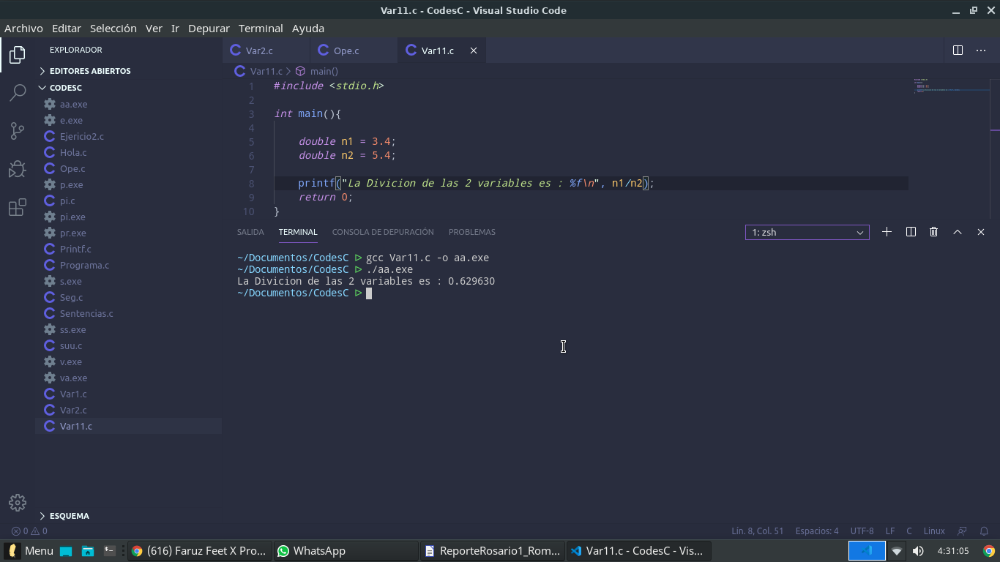 Var11.c - CodesC - Visual Studio Code
Archivo Editar Selección Ver Ir Depurar Terminal Ayuda
EXPLORADOR
EDITORES ABIERTOS
CODESC
aa.exe
e.exe
Ejericio2.c
Hola.c
Ope.c
p.exe
pi.c
pi.exe
pr.exe
Printf.c
Programa.c
s.exe
Seg.c
Sentencias.c
ss.exe
suu.c
v.exe
va.exe
Var1.c
Var2.c
Var11.c
ESQUEMA
Var2.c Ope.c Var11.c
Var11.c > main()
1 #include <stdio.h>
2
3 int main(){
4
5 double n1 = 3.4;
6 double n2 = 5.4;
7
8 printf("La Divicion de las 2 variables es : %f\n", n1/n2);
9 return 0;
10 }
SALIDA TERMINAL CONSOLA DE DEPURACIÓN PROBLEMAS 1: zsh
~/Documentos/CodesC ▷ gcc Var11.c -o aa.exe
~/Documentos/CodesC ▷ ./aa.exe
La Divicion de las 2 variables es : 0.629630
~/Documentos/CodesC ▷
0 0 Lín. 8, Col. 51 Espacios: 4 UTF-8 LF C Linux
Menu (616) Faruz Feet X Pro... WhatsApp ReporteRosario1_Rom... Var11.c - CodesC - Vis... 4:31:05